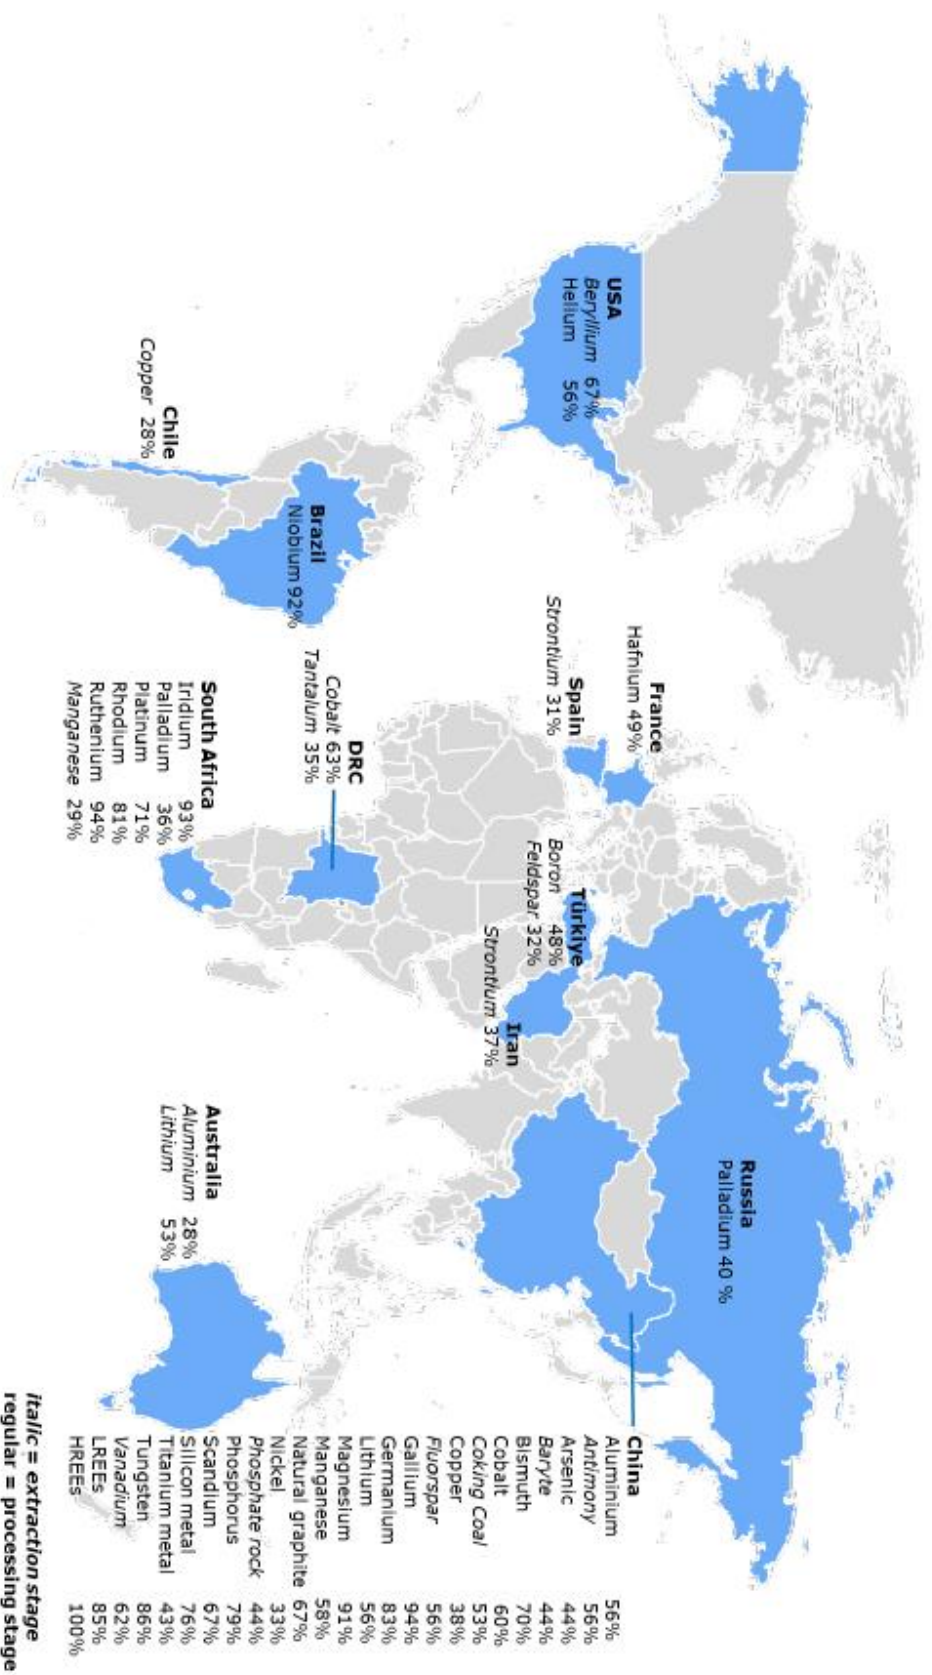 USA
Beryllium 67%
Helium 56%
Chile
Copper 28%
Brazil
Niobium 92%
France
Hafnium 49%
Spain
Strontium 31%
DRC
Cobalt 63%
Tantalum 35%
South Africa
Iridium 93%
Palladium 36%
Platinum 71%
Rhodium 81%
Ruthenium 94%
Manganese 29%
Türkiye
Boron 48%
Feldspar 32%
Iran
Strontium 37%
Russia
Palladium 40 %
Australia
Aluminium 28%
Lithium 53%
China
Aluminium 56%
Antimony 56%
Arsenic 44%
Baryte 44%
Bismuth 70%
Cobalt 60%
Coking Coal 53%
Copper 38%
Fluorspar 56%
Gallium 94%
Germanium 83%
Lithium 56%
Magnesium 91%
Manganese 58%
Natural graphite 67%
Nickel 33%
Phosphate rock 44%
Phosphorus 79%
Scandium 67%
Silicon metal 76%
Titanium metal 43%
Tungsten 86%
Vanadium 62%
LREEs 85%
HREEs 100%
italic = extraction stage
regular = processing stage